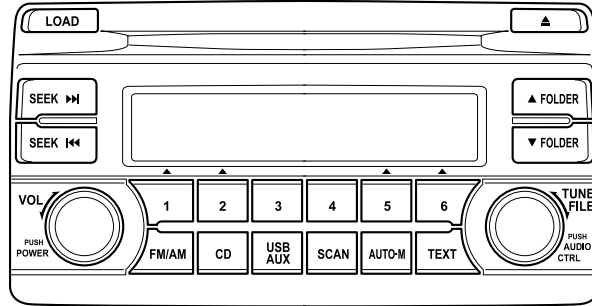 LOAD
SEEK
SEEK
FOLDER
FOLDER
VOL
PUSH
POWER
1
2
3
4
5
6
TUNE
FILE
PUSH
AUDIO
CTRL
FM/AM
CD
USB
AUX
SCAN
AUTO-M
TEXT